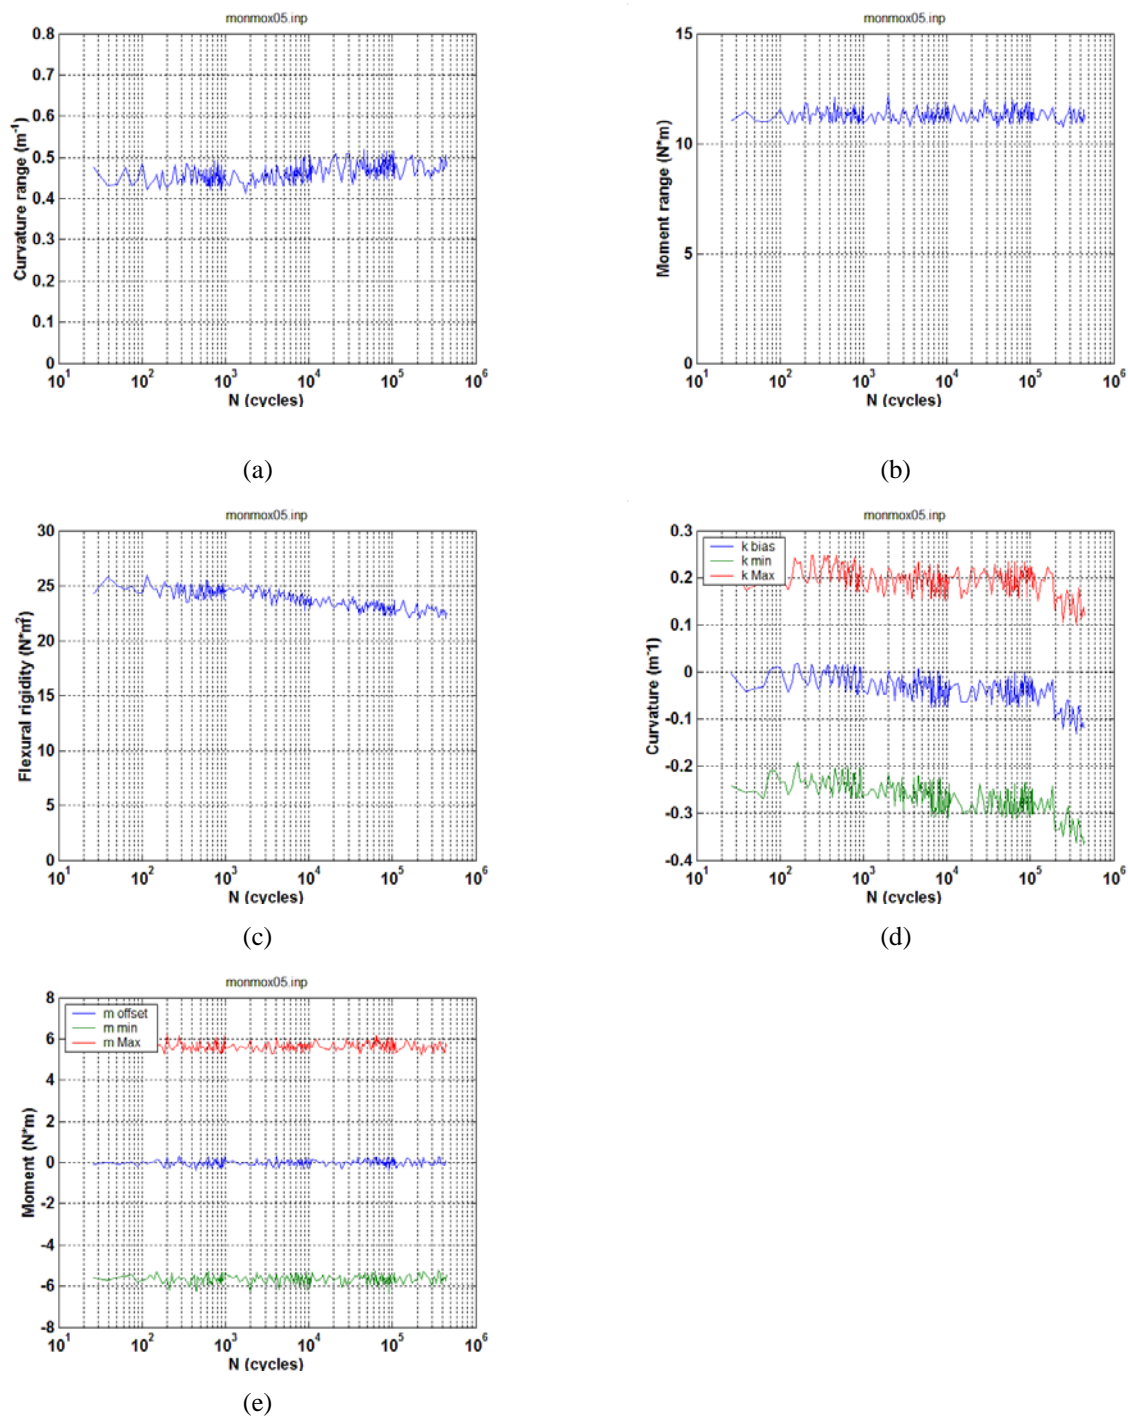 monmox05.inp
0.8
0.7
0.6
0.5
0.4
0.3
0.2
0.1
0
Curvature range (m⁻¹)
10¹ 10² 10³ 10⁴ 10⁵ 10⁶
N (cycles)
(a)
monmox05.inp
15
10
5
0
Moment range (N*m)
10¹ 10² 10³ 10⁴ 10⁵ 10⁶
N (cycles)
(b)
monmox05.inp
30
25
20
15
10
5
0
Flexural rigidity (N*m²)
10¹ 10² 10³ 10⁴ 10⁵ 10⁶
N (cycles)
(c)
monmox05.inp
k bias
k min
k Max
0.3
0.2
0.1
0
-0.1
-0.2
-0.3
-0.4
Curvature (m⁻¹)
10¹ 10² 10³ 10⁴ 10⁵ 10⁶
N (cycles)
(d)
monmox05.inp
m offset
m min
m Max
8
6
4
2
0
-2
-4
-6
-8
Moment (N*m)
10¹ 10² 10³ 10⁴ 10⁵ 10⁶
N (cycles)
(e)